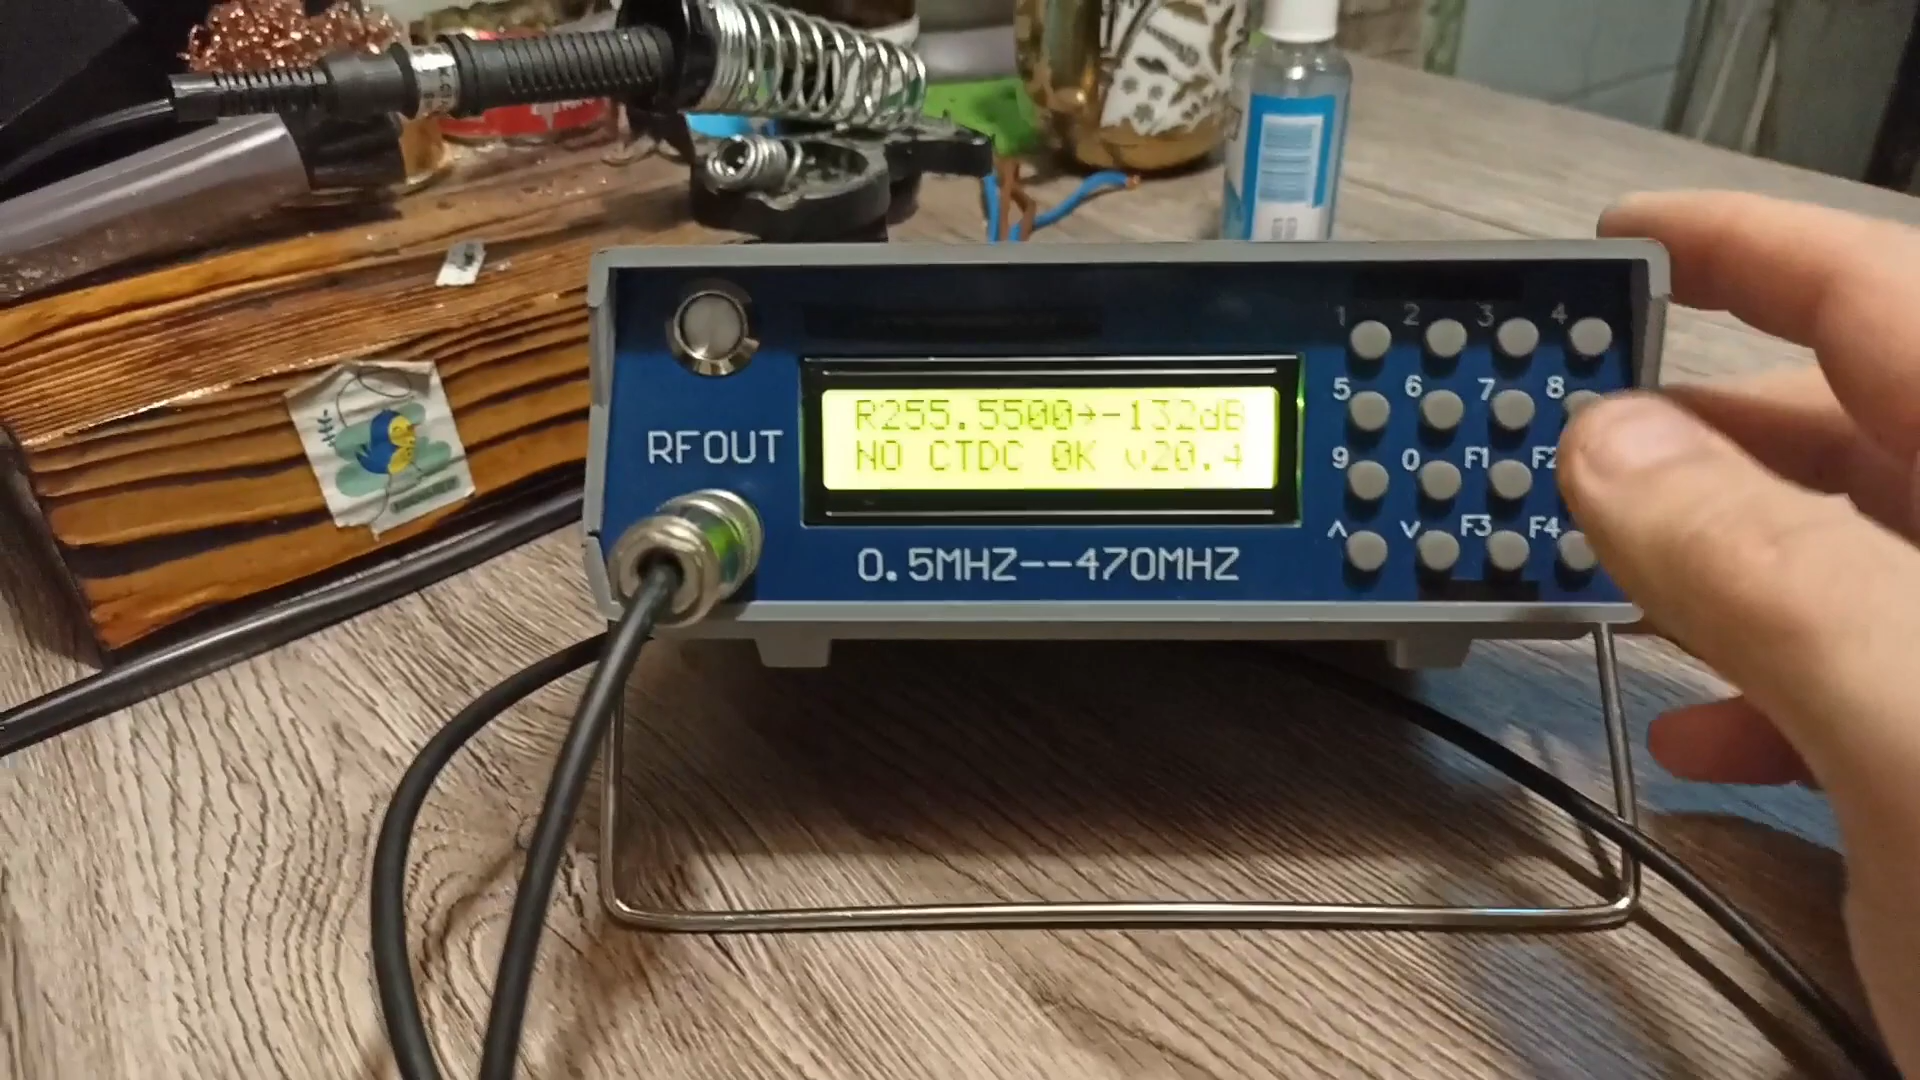 1 2 3 4
R255.5500→-132dB
5 6 7 8
RFOUT
NO CTDC 0K v20.4
9 0 F1 F2
∧ ∨ F3 F4
0.5MHZ--470MHZ